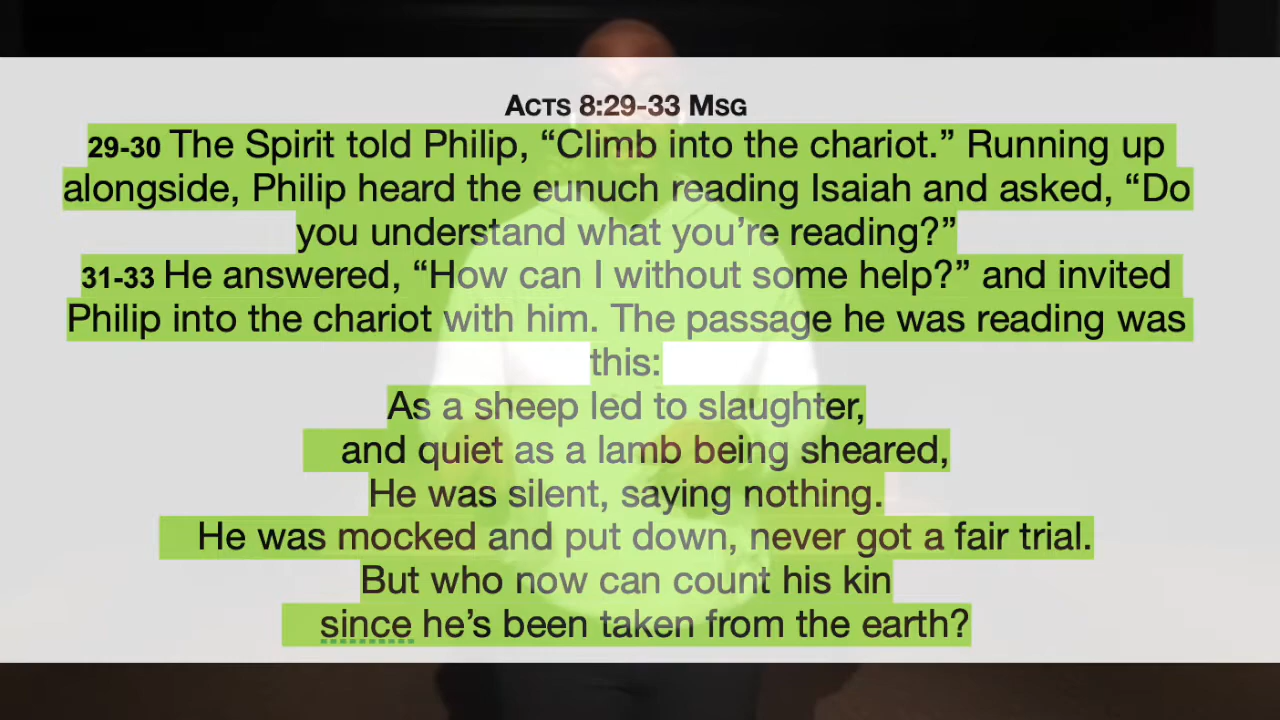 ACTS 8:29-33 MSG
29-30 The Spirit told Philip, “Climb into the chariot.” Running up
alongside, Philip heard the eunuch reading Isaiah and asked, “Do
you understand what you’re reading?”
31-33 He answered, “How can I without some help?” and invited
Philip into the chariot with him. The passage he was reading was
this:
As a sheep led to slaughter,
and quiet as a lamb being sheared,
He was silent, saying nothing.
He was mocked and put down, never got a fair trial.
But who now can count his kin
since he’s been taken from the earth?